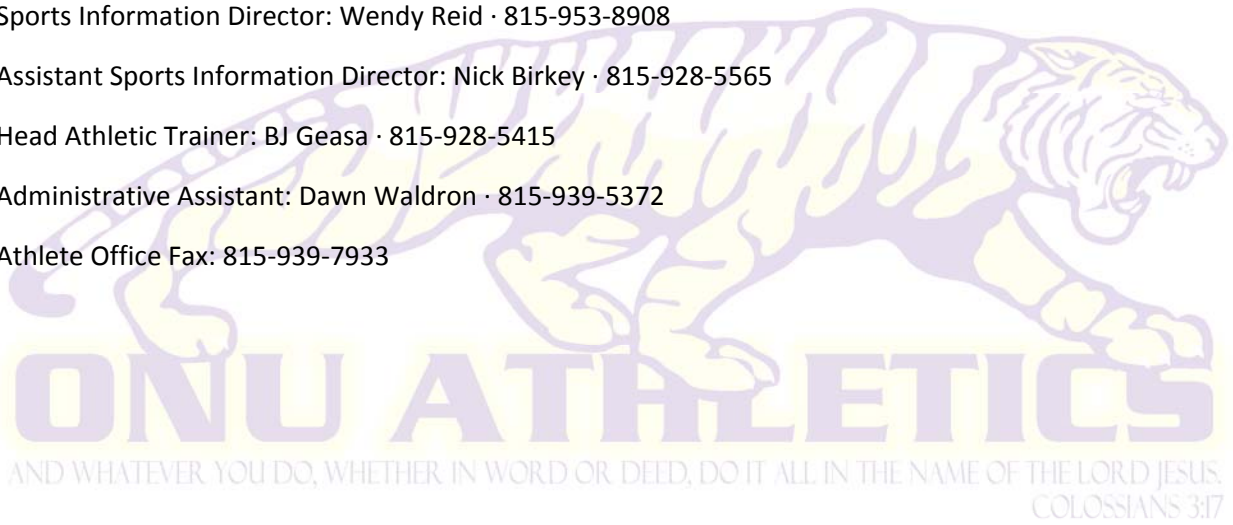 Sports Information Director: Wendy Reid · 815-953-8908
Assistant Sports Information Director: Nick Birkey · 815-928-5565
Head Athletic Trainer: BJ Geasa · 815-928-5415
Administrative Assistant: Dawn Waldron · 815-939-5372
Athlete Office Fax: 815-939-7933
ONU ATHLETICS
AND WHATEVER YOU DO, WHETHER IN WORD OR DEED, DO IT ALL IN THE NAME OF THE LORD JESUS.
COLOSSIANS 3:17